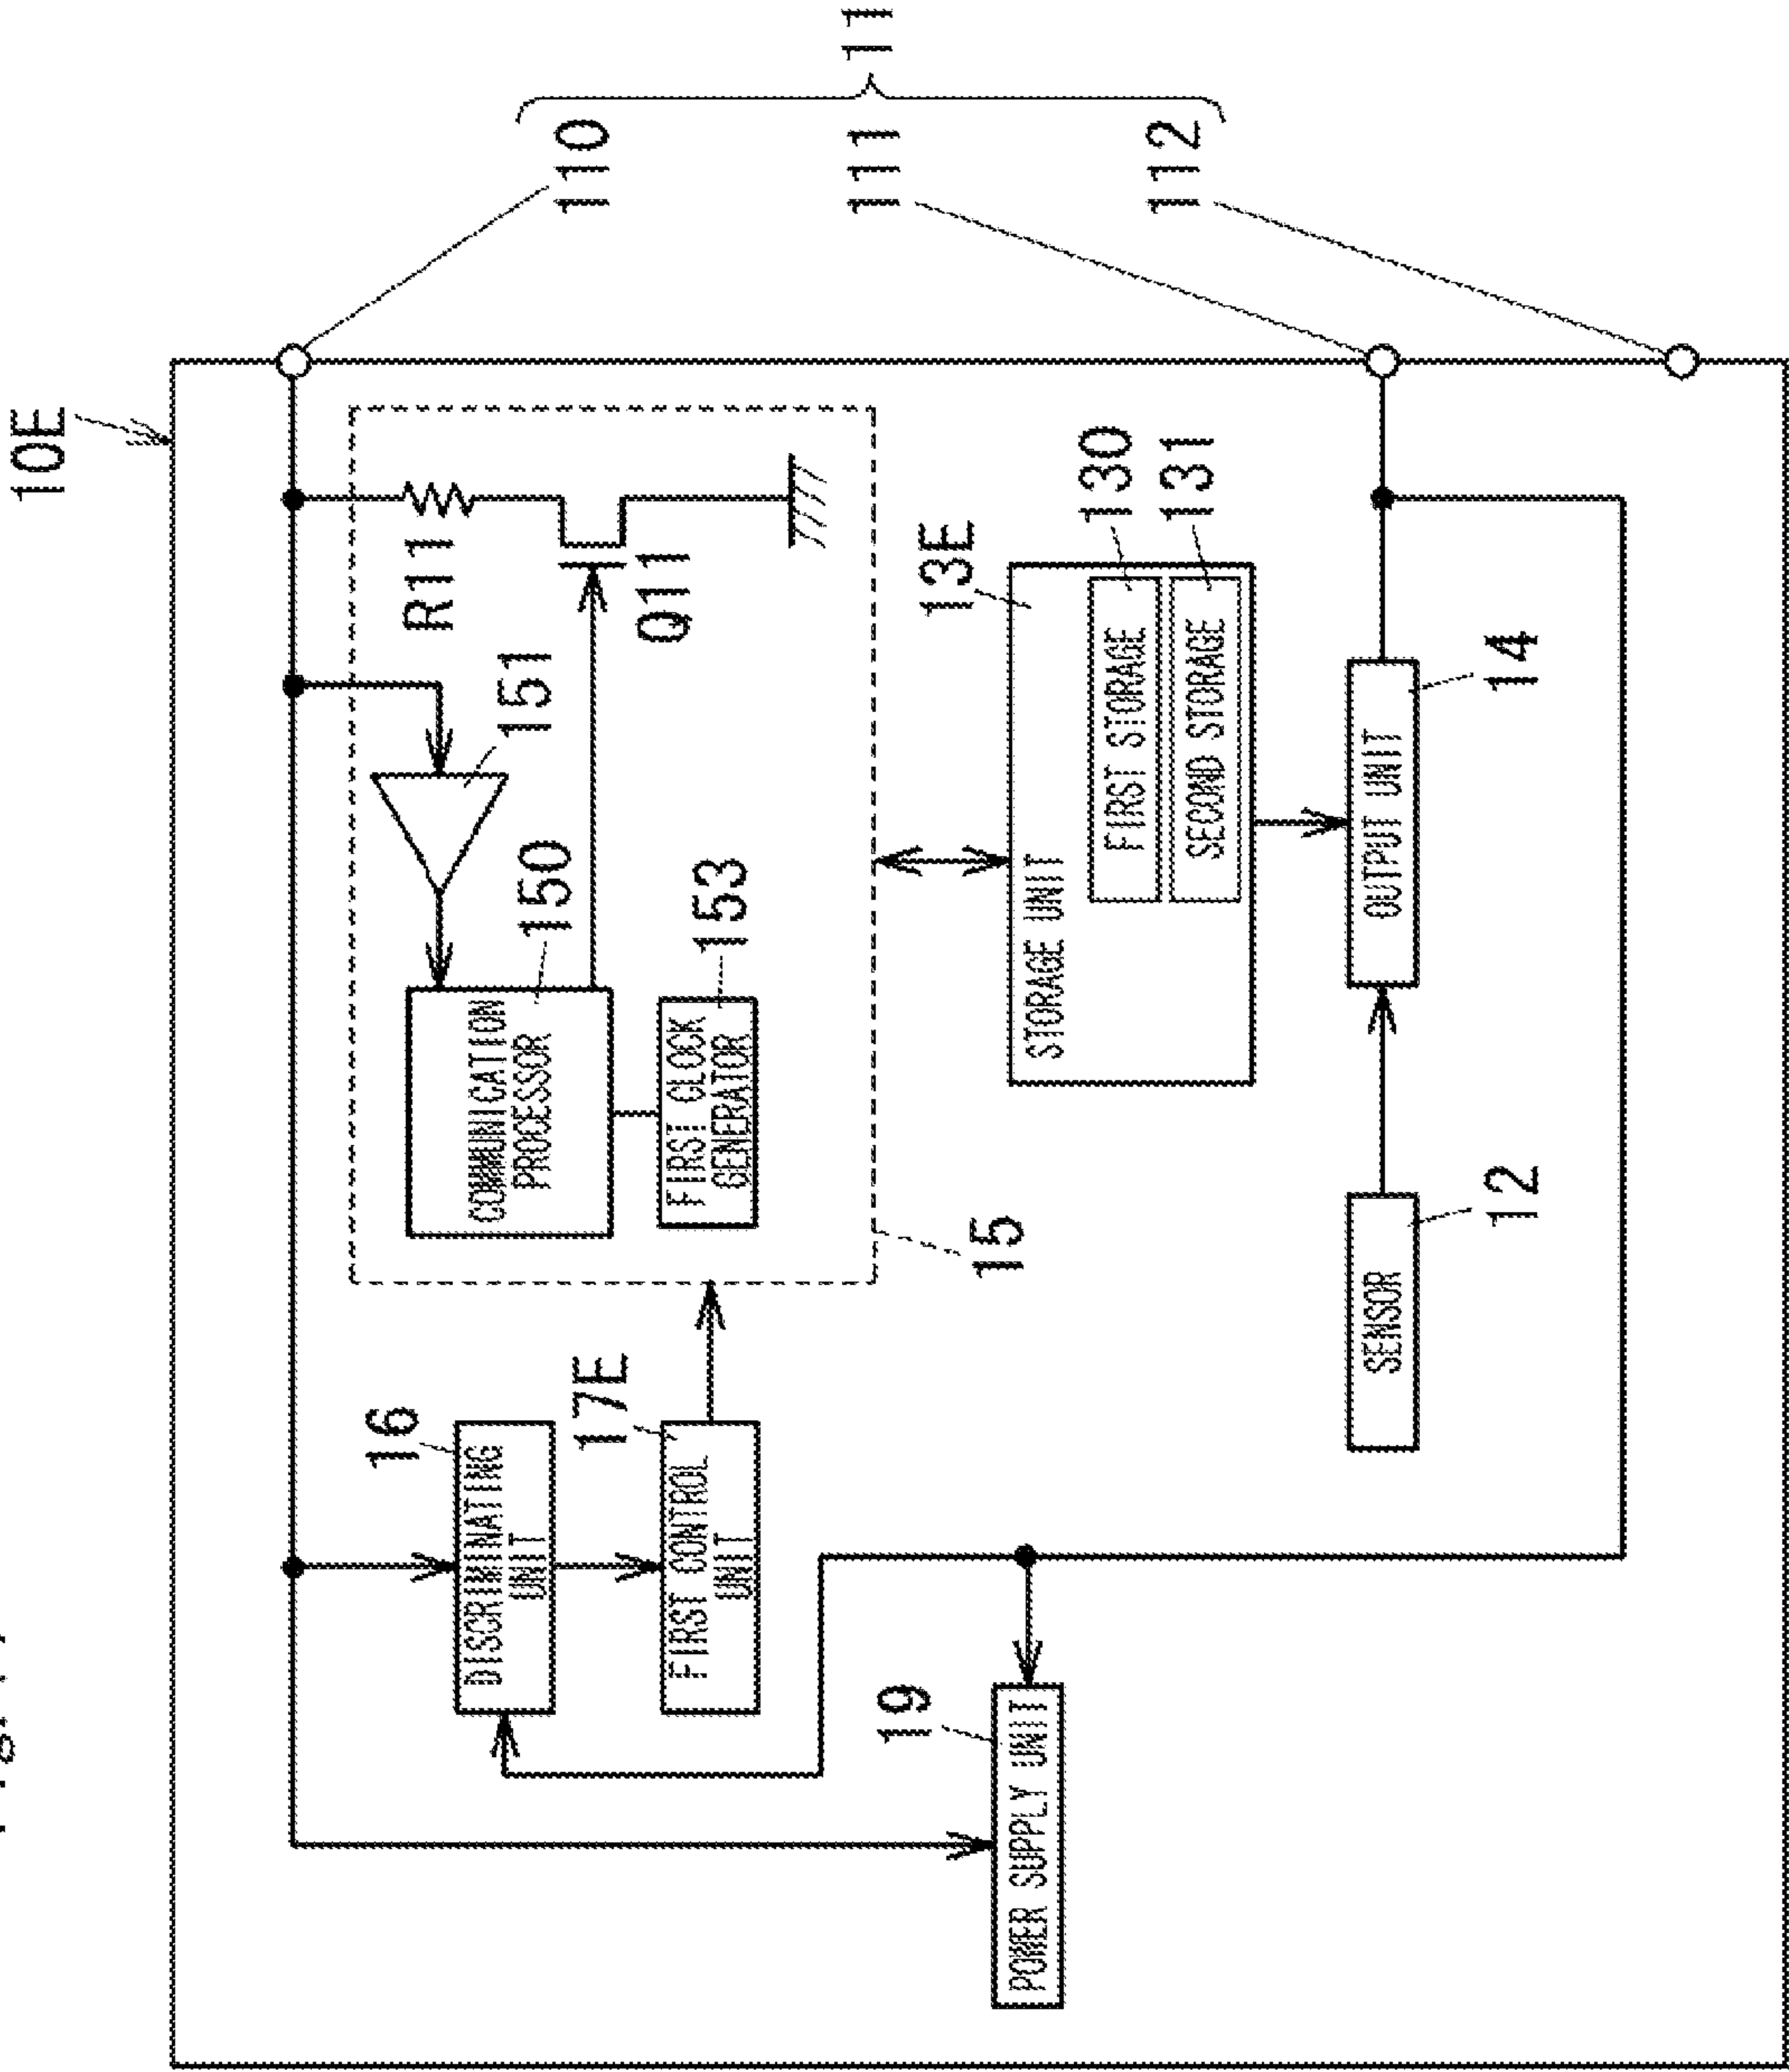 10E
16
DISCRIMINATING
UNIT
17E
FIRST CONTROL
UNIT
19
POWER SUPPLY UNIT
COMMUNICATION
PROCESSOR
150
151
R11
Q11
FIRST CLOCK
GENERATOR
153
15
13E
STORAGE UNIT
130
FIRST STORAGE
131
SECOND STORAGE
SENSOR
12
OUTPUT UNIT
14
110
111
112
11